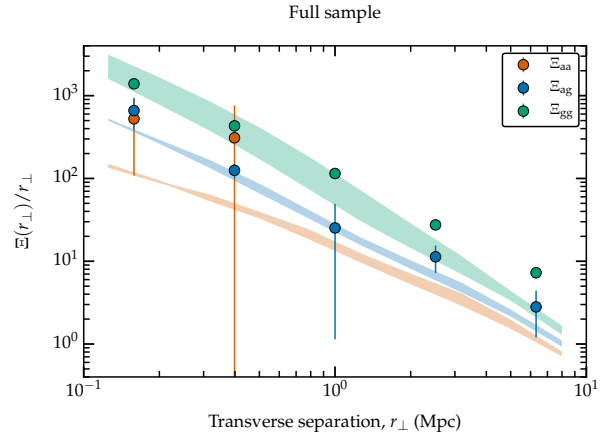 Full sample
Ξ(r⊥)/r⊥
10³
10²
10¹
10⁰
10⁻¹
10⁰
10¹
Transverse separation, r⊥ (Mpc)
Ξaa
Ξag
Ξgg